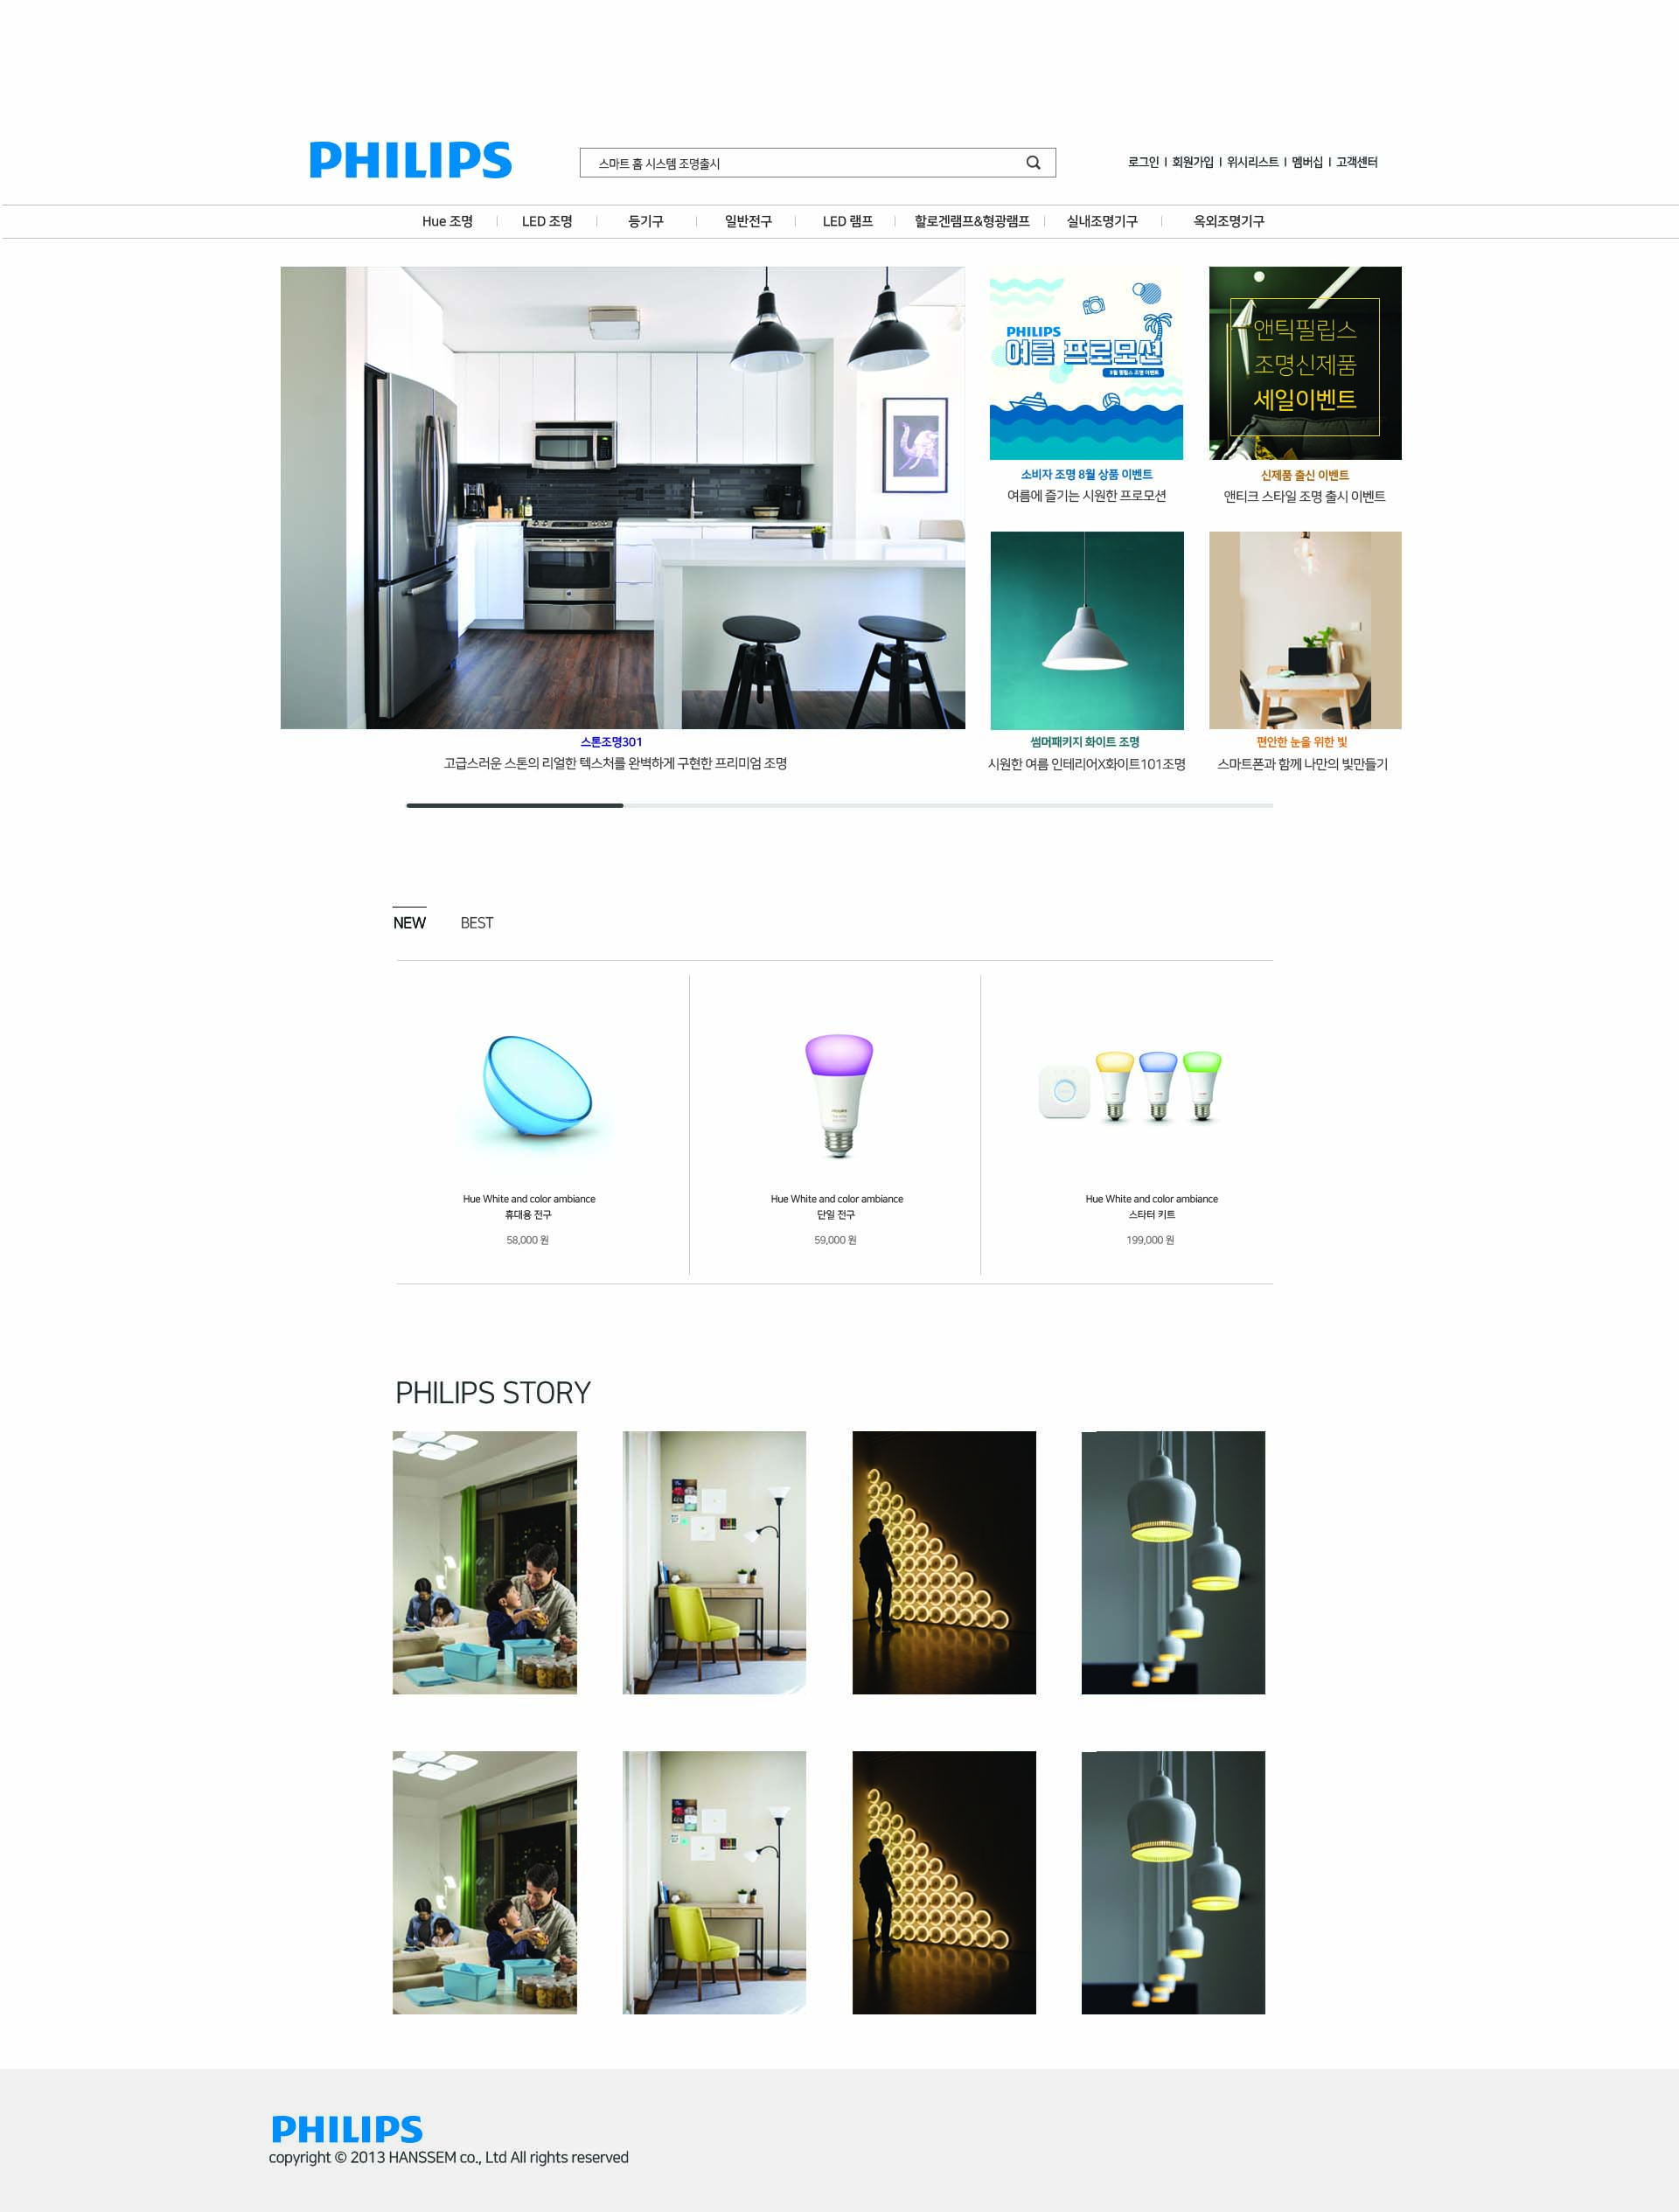 PHILIPS
스마트 홈 시스템 조명출시
로그인 I 회원가입 I 위시리스트 I 멤버십 I 고객센터
Hue 조명
LED 조명
등기구
일반전구
LED 램프
할로겐램프&형광램프
실내조명기구
옥외조명기구
스톤조명301
고급스러운 스톤의 리얼한 텍스처를 완벽하게 구현한 프리미엄 조명
PHILIPS
여름 프로모션
8월 필립스 조명 이벤트
소비자 조명 8월 상품 이벤트
여름에 즐기는 시원한 프로모션
앤틱필립스
조명신제품
세일이벤트
신제품 출신 이벤트
앤티크 스타일 조명 출시 이벤트
썸머패키지 화이트 조명
시원한 여름 인테리어X화이트101조명
편안한 눈을 위한 빛
스마트폰과 함께 나만의 빛만들기
NEW
BEST
Hue White and color ambiance
휴대용 전구
58,000 원
PHILIPS
Hue White and color ambiance
단일 전구
59,000 원
Hue White and color ambiance
스타터 키트
199,000 원
PHILIPS STORY
PHILIPS
copyright © 2013 HANSSEM co., Ltd All rights reserved